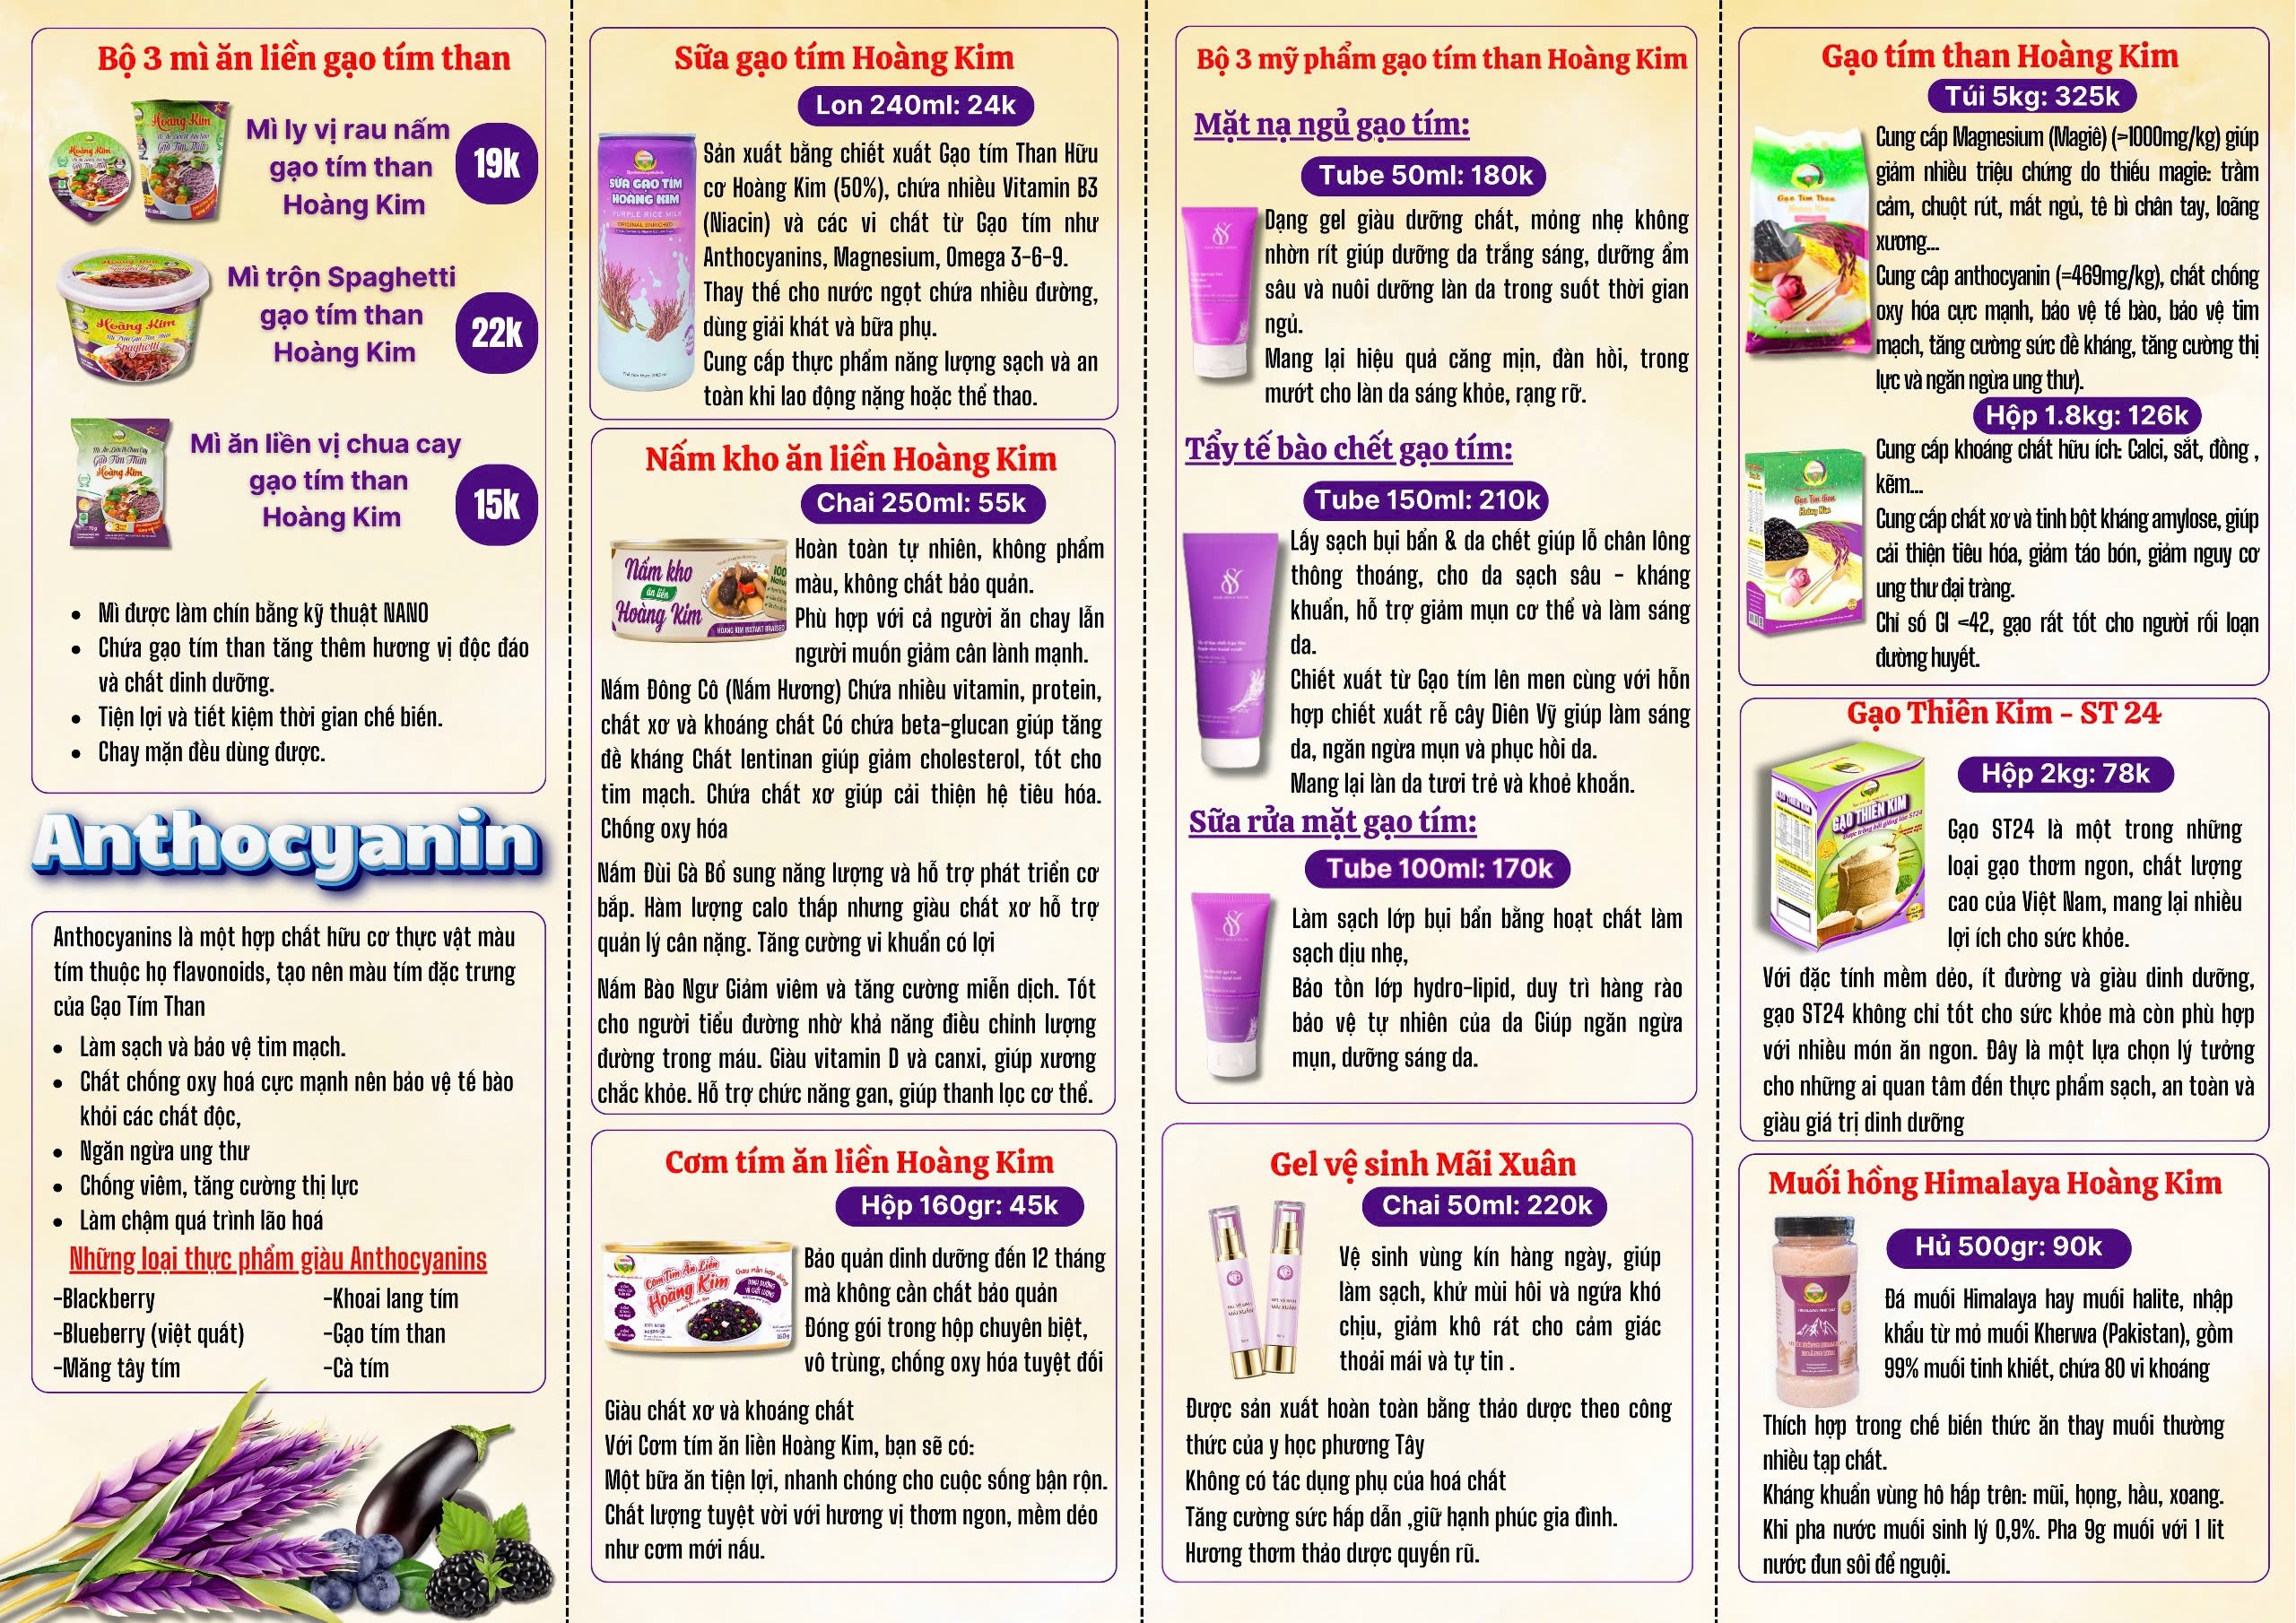 Bộ 3 mì ăn liền gạo tím than
Mì ly vị rau nấm
gạo tím than
Hoàng Kim
19k
Mì trộn Spaghetti
gạo tím than
Hoàng Kim
22k
Mì ăn liền vị chua cay
gạo tím than
Hoàng Kim
15k
• Mì được làm chín bằng kỹ thuật NANO
• Chứa gạo tím than tăng thêm hương vị độc đáo
và chất dinh dưỡng.
• Tiện lợi và tiết kiệm thời gian chế biến.
• Chay mặn đều dùng được.
Anthocyanin
Anthocyanins là một hợp chất hữu cơ thực vật màu
tím thuộc họ flavonoids, tạo nên màu tím đặc trưng
của Gạo Tím Than
• Làm sạch và bảo vệ tim mạch.
• Chất chống oxy hoá cực mạnh nên bảo vệ tế bào
khỏi các chất độc,
• Ngăn ngừa ung thư
• Chống viêm, tăng cường thị lực
• Làm chậm quá trình lão hoá
Những loại thực phẩm giàu Anthocyanins
-Blackberry
-Blueberry (việt quất)
-Măng tây tím
-Khoai lang tím
-Gạo tím than
-Cà tím
Sữa gạo tím Hoàng Kim
Lon 240ml: 24k
SỮA GẠO TÍM
HOÀNG KIM
PURPLE RICE MILK
Sản xuất bằng chiết xuất Gạo tím Than Hữu
cơ Hoàng Kim (50%), chứa nhiều Vitamin B3
(Niacin) và các vi chất từ Gạo tím như
Anthocyanins, Magnesium, Omega 3-6-9.
Thay thế cho nước ngọt chứa nhiều đường,
dùng giải khát và bữa phụ.
Cung cấp thực phẩm năng lượng sạch và an
toàn khi lao động nặng hoặc thể thao.
Nấm kho ăn liền Hoàng Kim
Chai 250ml: 55k
Nấm kho
ăn liền
Hoàng Kim
Hoàn toàn tự nhiên, không phẩm
màu, không chất bảo quản.
Phù hợp với cả người ăn chay lẫn
người muốn giảm cân lành mạnh.
Nấm Đông Cô (Nấm Hương) Chứa nhiều vitamin, protein,
chất xơ và khoáng chất Có chứa beta-glucan giúp tăng
đề kháng Chất lentinan giúp giảm cholesterol, tốt cho
tim mạch. Chứa chất xơ giúp cải thiện hệ tiêu hóa.
Chống oxy hóa
Nấm Đùi Gà Bổ sung năng lượng và hỗ trợ phát triển cơ
bắp. Hàm lượng calo thấp nhưng giàu chất xơ hỗ trợ
quản lý cân nặng. Tăng cường vi khuẩn có lợi
Nấm Bào Ngư Giảm viêm và tăng cường miễn dịch. Tốt
cho người tiểu đường nhờ khả năng điều chỉnh lượng
đường trong máu. Giàu vitamin D và canxi, giúp xương
chắc khỏe. Hỗ trợ chức năng gan, giúp thanh lọc cơ thể.
Cơm tím ăn liền Hoàng Kim
Hộp 160gr: 45k
Cơm Tím Ăn Liền
Hoàng Kim
Bảo quản dinh dưỡng đến 12 tháng
mà không cần chất bảo quản
Đóng gói trong hộp chuyên biệt,
vô trùng, chống oxy hóa tuyệt đối
Giàu chất xơ và khoáng chất
Với Cơm tím ăn liền Hoàng Kim, bạn sẽ có:
Một bữa ăn tiện lợi, nhanh chóng cho cuộc sống bận rộn.
Chất lượng tuyệt vời với hương vị thơm ngon, mềm dẻo
như cơm mới nấu.
Bộ 3 mỹ phẩm gạo tím than Hoàng Kim
Mặt nạ ngủ gạo tím:
Tube 50ml: 180k
Dạng gel giàu dưỡng chất, mỏng nhẹ không
nhờn rít giúp dưỡng da trắng sáng, dưỡng ẩm
sâu và nuôi dưỡng làn da trong suốt thời gian
ngủ.
Mang lại hiệu quả căng mịn, đàn hồi, trong
mướt cho làn da sáng khỏe, rạng rỡ.
Tẩy tế bào chết gạo tím:
Tube 150ml: 210k
Lấy sạch bụi bẩn & da chết giúp lỗ chân lông
thông thoáng, cho da sạch sâu - kháng
khuẩn, hỗ trợ giảm mụn cơ thể và làm sáng
da.
Chiết xuất từ Gạo tím lên men cùng với hỗn
hợp chiết xuất rễ cây Diên Vỹ giúp làm sáng
da, ngăn ngừa mụn và phục hồi da.
Mang lại làn da tươi trẻ và khoẻ khoắn.
Sữa rửa mặt gạo tím:
Tube 100ml: 170k
Làm sạch lớp bụi bẩn bằng hoạt chất làm
sạch dịu nhẹ,
Bảo tồn lớp hydro-lipid, duy trì hàng rào
bảo vệ tự nhiên của da Giúp ngăn ngừa
mụn, dưỡng sáng da.
Gel vệ sinh Mãi Xuân
Chai 50ml: 220k
Vệ sinh vùng kín hàng ngày, giúp
làm sạch, khử mùi hôi và ngứa khó
chịu, giảm khô rát cho cảm giác
thoải mái và tự tin .
Được sản xuất hoàn toàn bằng thảo dược theo công
thức của y học phương Tây
Không có tác dụng phụ của hoá chất
Tăng cường sức hấp dẫn ,giữ hạnh phúc gia đình.
Hương thơm thảo dược quyến rũ.
Gạo tím than Hoàng Kim
Túi 5kg: 325k
Cung cấp Magnesium (Magiê) (>1000mg/kg) giúp
giảm nhiều triệu chứng do thiếu magie: trầm
cảm, chuột rút, mất ngủ, tê bì chân tay, loãng
xương...
Cung cấp anthocyanin (=469mg/kg), chất chống
oxy hóa cực mạnh, bảo vệ tế bào, bảo vệ tim
mạch, tăng cường sức đề kháng, tăng cường thị
lực và ngăn ngừa ung thư).
Hộp 1.8kg: 126k
Cung cấp khoáng chất hữu ích: Calci, sắt, đồng ,
kẽm...
Cung cấp chất xơ và tinh bột kháng amylose, giúp
cải thiện tiêu hóa, giảm táo bón, giảm nguy cơ
ung thư đại tràng.
Chỉ số GI <42, gạo rất tốt cho người rối loạn
đường huyết.
Gạo Thiên Kim - ST 24
Hộp 2kg: 78k
GẠO THIÊN KIM
Gạo ST24 là một trong những
loại gạo thơm ngon, chất lượng
cao của Việt Nam, mang lại nhiều
lợi ích cho sức khỏe.
Với đặc tính mềm dẻo, ít đường và giàu dinh dưỡng,
gạo ST24 không chỉ tốt cho sức khỏe mà còn phù hợp
với nhiều món ăn ngon. Đây là một lựa chọn lý tưởng
cho những ai quan tâm đến thực phẩm sạch, an toàn và
giàu giá trị dinh dưỡng
Muối hồng Himalaya Hoàng Kim
Hủ 500gr: 90k
Đá muối Himalaya hay muối halite, nhập
khẩu từ mỏ muối Kherwa (Pakistan), gồm
99% muối tinh khiết, chứa 80 vi khoáng
Thích hợp trong chế biến thức ăn thay muối thường
nhiều tạp chất.
Kháng khuẩn vùng hô hấp trên: mũi, họng, hầu, xoang.
Khi pha nước muối sinh lý 0,9%. Pha 9g muối với 1 lit
nước đun sôi để nguội.